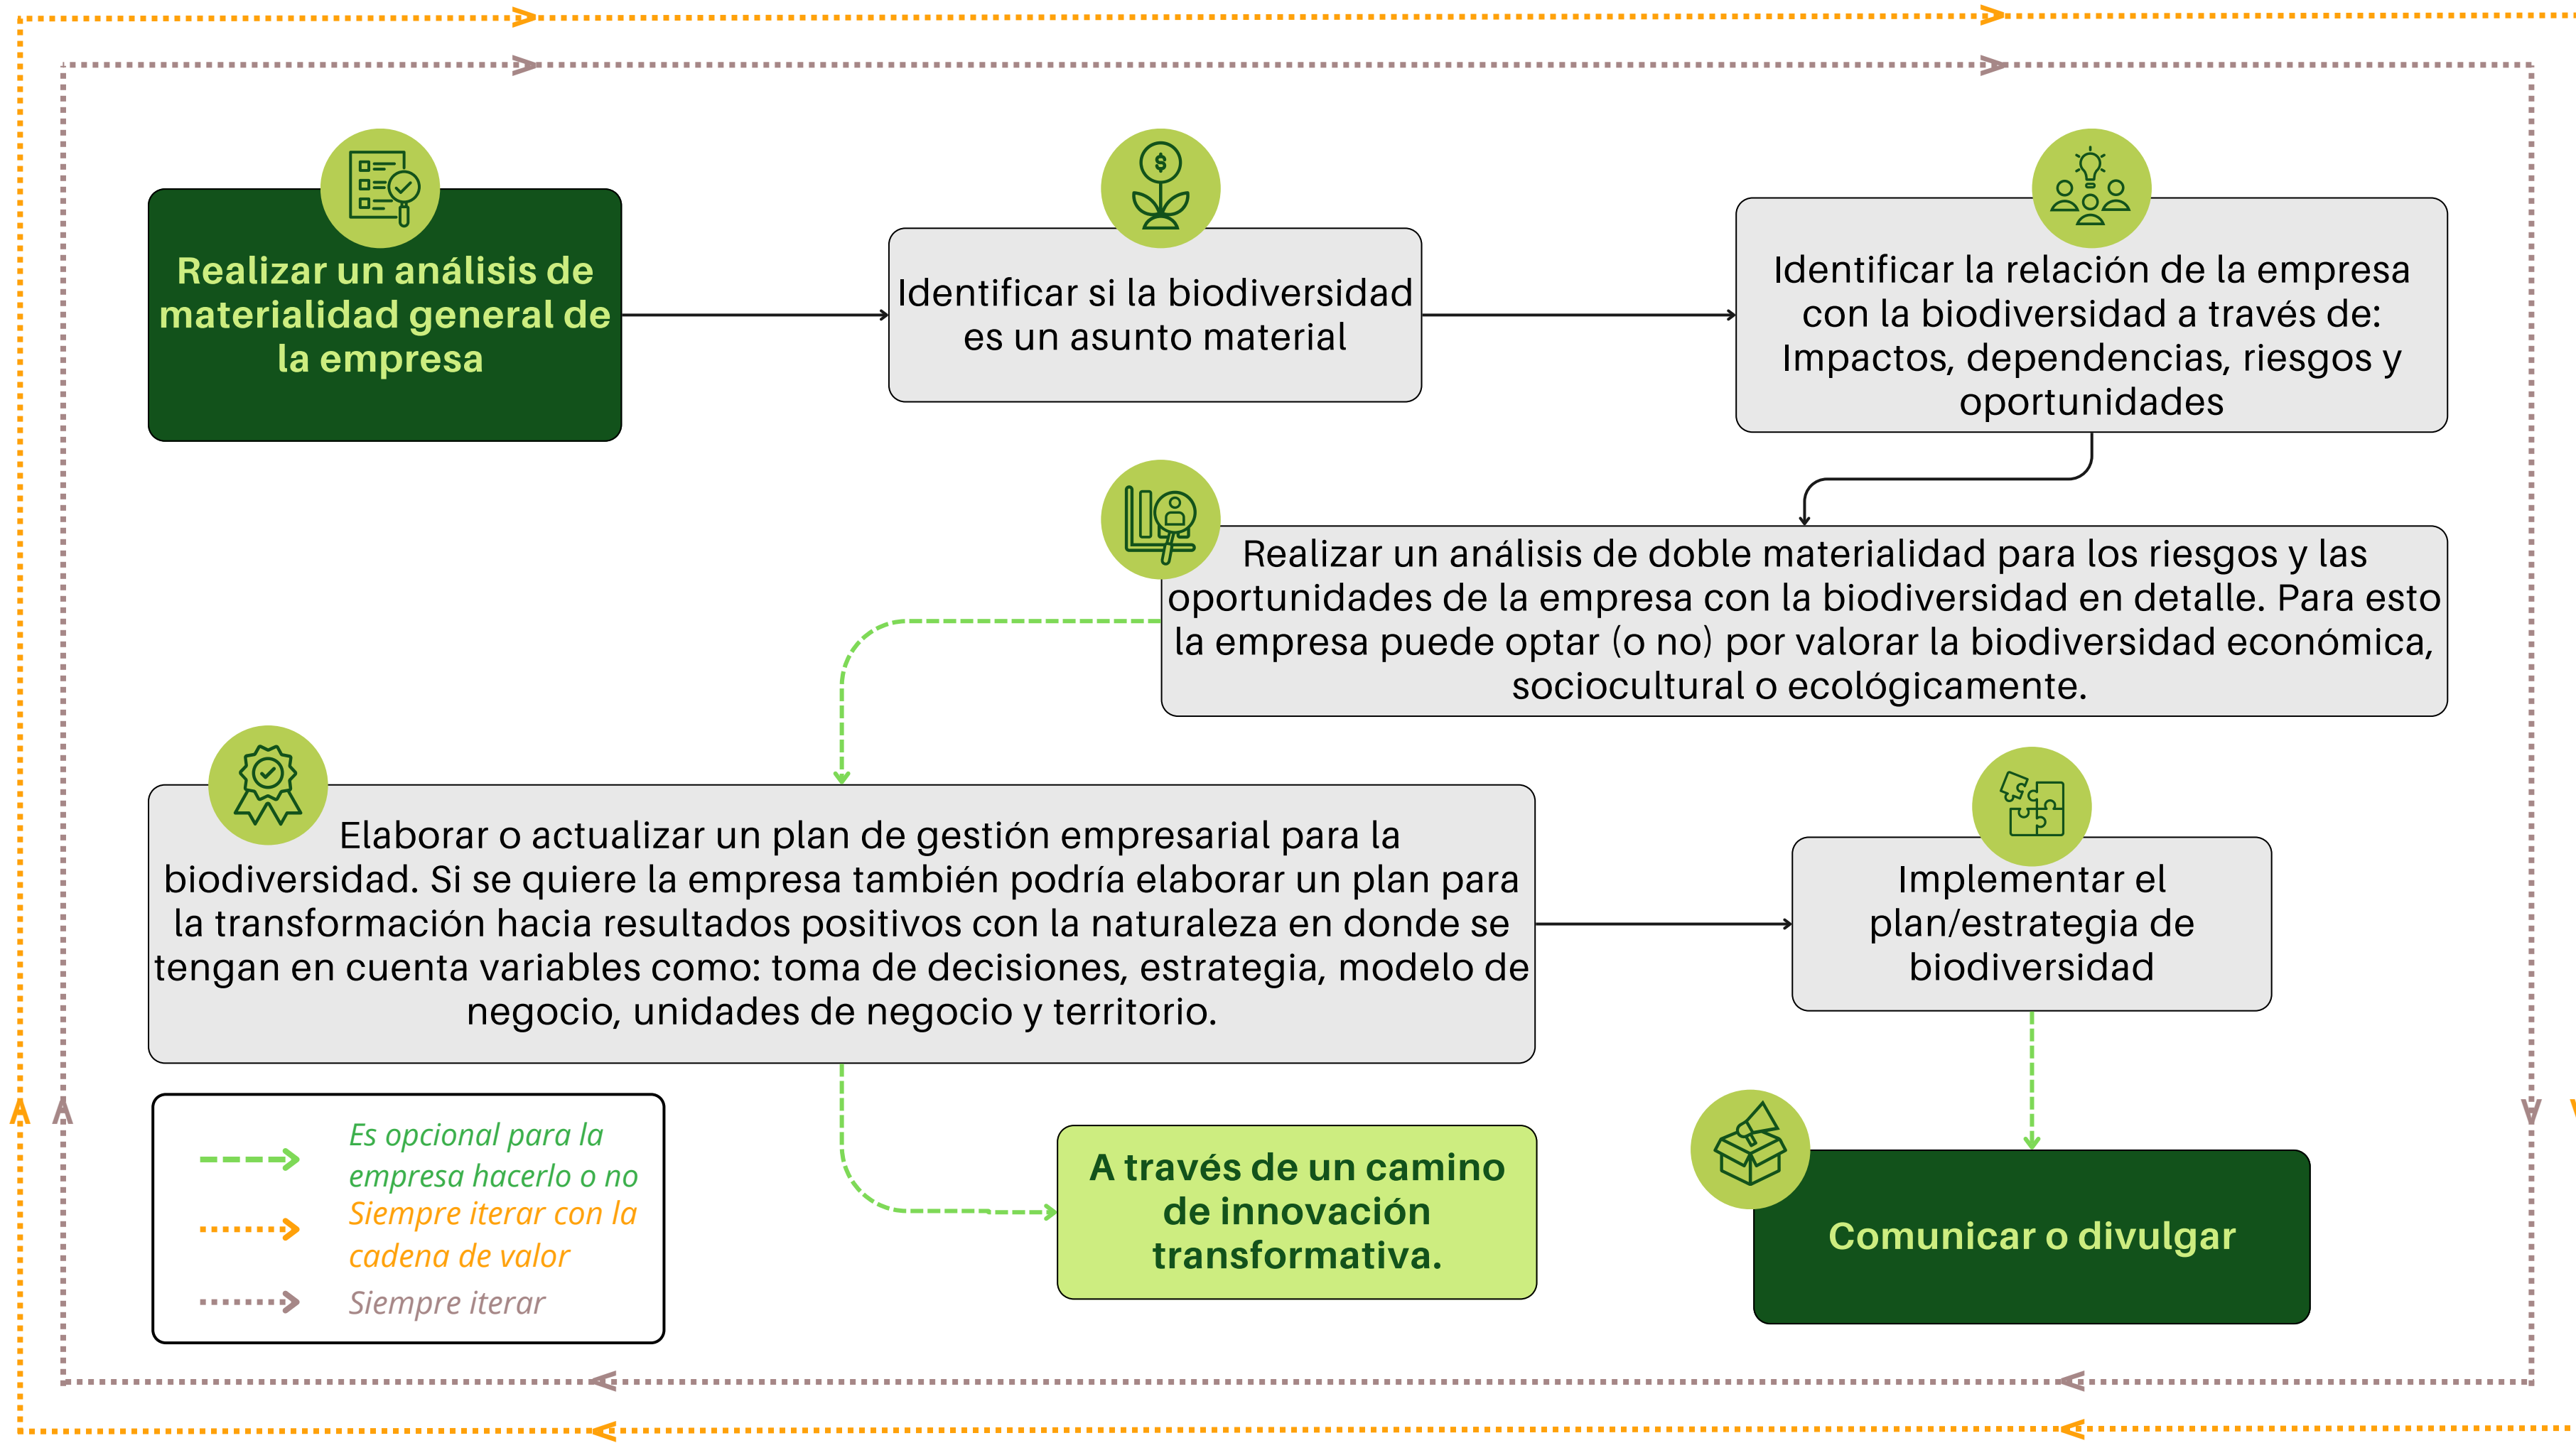 Realizar un análisis de
materialidad general de
la empresa
Identificar si la biodiversidad
es un asunto material
Identificar la relación de la empresa
con la biodiversidad a través de:
Impactos, dependencias, riesgos y
oportunidades
Realizar un análisis de doble materialidad para los riesgos y las
oportunidades de la empresa con la biodiversidad en detalle. Para esto
la empresa puede optar (o no) por valorar la biodiversidad económica,
sociocultural o ecológicamente.
Elaborar o actualizar un plan de gestión empresarial para la
biodiversidad. Si se quiere la empresa también podría elaborar un plan para
la transformación hacia resultados positivos con la naturaleza en donde se
tengan en cuenta variables como: toma de decisiones, estrategia, modelo de
negocio, unidades de negocio y territorio.
Implementar el
plan/estrategia de
biodiversidad
Es opcional para la
empresa hacerlo o no
Siempre iterar con la
cadena de valor
Siempre iterar
A través de un camino
de innovación
transformativa.
Comunicar o divulgar